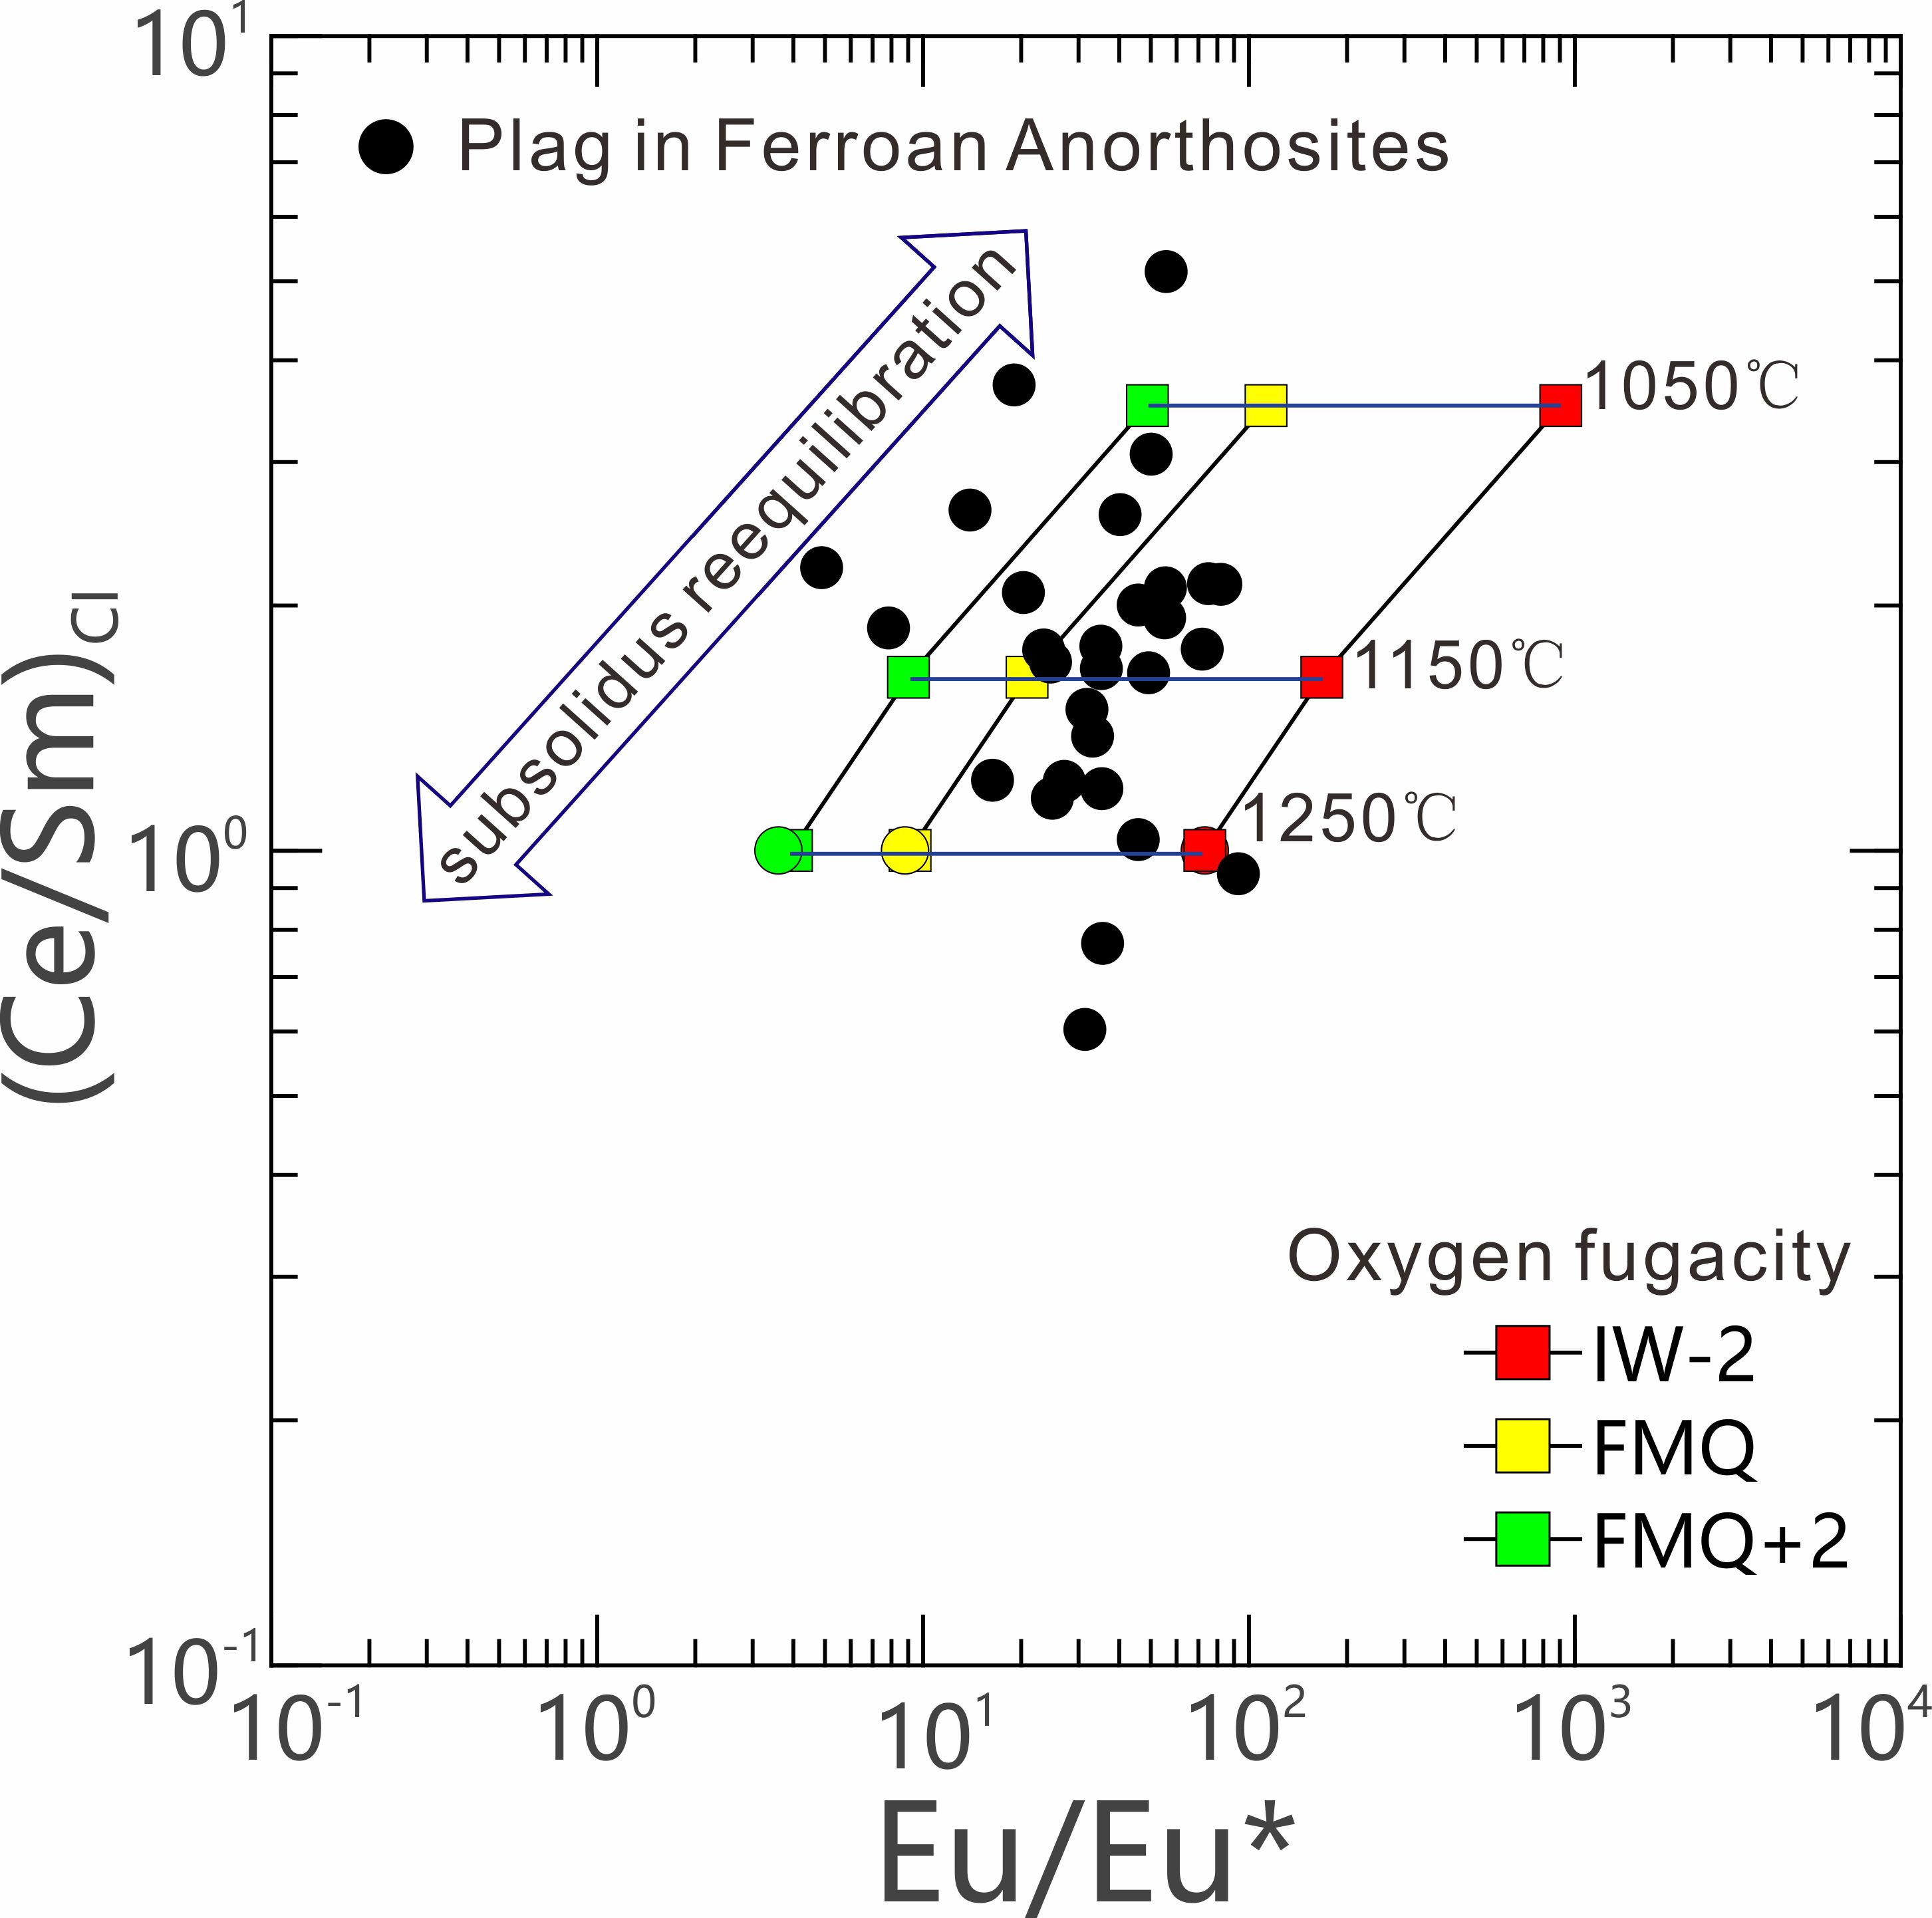 10¹
Plag in Ferroan Anorthosites
subsolidus reequilibration
1050℃
1150℃
1250℃
(Ce/Sm)CI
10⁰
Oxygen fugacity
IW-2
FMQ
FMQ+2
10⁻¹
10⁻¹ 10⁰ 10¹ 10² 10³ 10⁴
Eu/Eu*